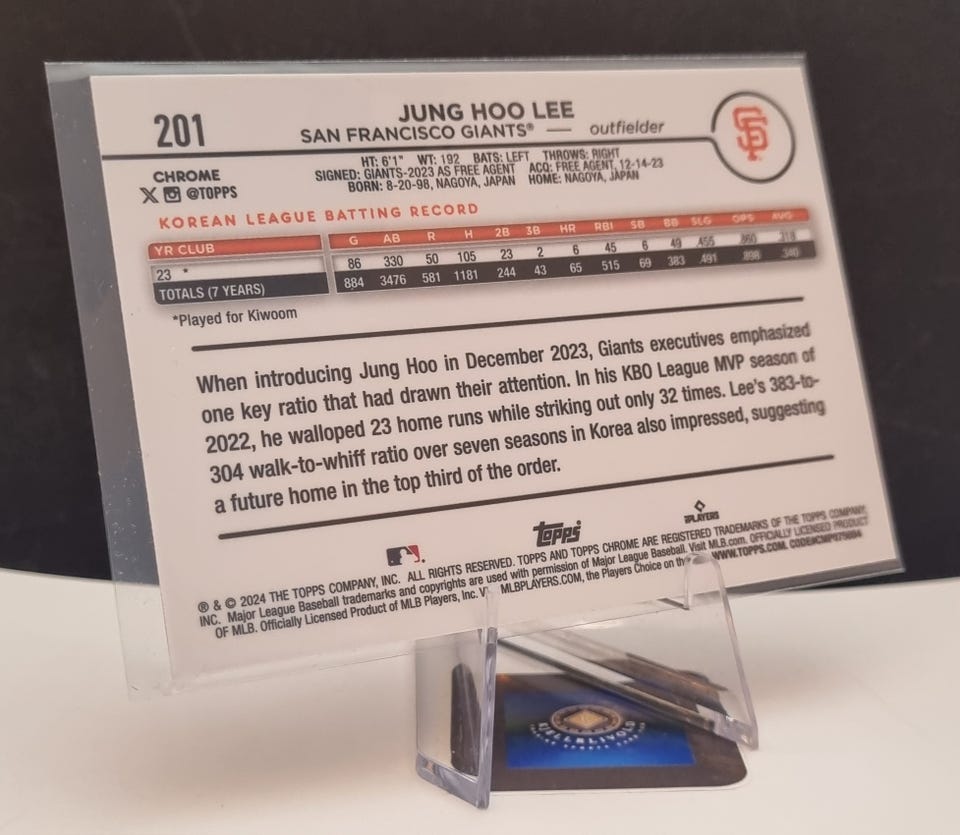 201
JUNG HOO LEE
SAN FRANCISCO GIANTS® — outfielder
SF
HT: 6'1" WT: 192 BATS: LEFT THROWS: RIGHT
SIGNED: GIANTS-2023 AS FREE AGENT ACQ: FREE AGENT, 12-14-23
BORN: 8-20-98, NAGOYA, JAPAN HOME: NAGOYA, JAPAN
CHROME
X @TOPPS
KOREAN LEAGUE BATTING RECORD
YR CLUB G AB R H 2B 3B HR RBI SB BB SLG OPS AVG
23 * 86 330 50 105 23 2 6 45 6 49 .455 .860 .318
TOTALS (7 YEARS) 884 3476 581 1181 244 43 65 515 69 383 .491 .898 .340
*Played for Kiwoom
When introducing Jung Hoo in December 2023, Giants executives emphasized
one key ratio that had drawn their attention. In his KBO League MVP season of
2022, he walloped 23 home runs while striking out only 32 times. Lee's 383-to-
304 walk-to-whiff ratio over seven seasons in Korea also impressed, suggesting
a future home in the top third of the order.
topps
PLAYERS
® & © 2024 THE TOPPS COMPANY, INC. ALL RIGHTS RESERVED. TOPPS AND TOPPS CHROME ARE REGISTERED TRADEMARKS OF THE TOPPS COMPANY,
INC. Major League Baseball trademarks and copyrights are used with permission of Major League Baseball. Visit MLB.com. OFFICIALLY LICENSED PRODUCT
OF MLB. Officially Licensed Product of MLB Players, Inc. MLBPLAYERS.COM, the Players Choice on the WWW.TOPPS.COM.